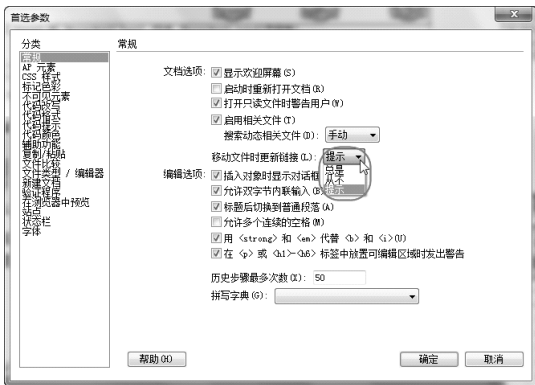 首选参数
分类
常规
AP 元素
CSS 样式
标记色彩
不可见元素
代码改写
代码格式
代码提示
代码颜色
辅助功能
复制/粘贴
文件比较
文件类型 / 编辑器
新建文档
验证程序
在浏览器中预览
站点
状态栏
字体
常规
文档选项: 显示欢迎屏幕(S)
启动时重新打开文档(R)
打开只读文件时警告用户(W)
启用相关文件(T)
搜索动态相关文件(D): 手动
移动文件时更新链接(L): 提示
总是
从不
提示
编辑选项: 插入对象时显示对话框
允许双字节内联输入(B)
标题后切换到普通段落(A)
允许多个连续的空格(M)
用 <strong> 和 <em> 代替 <b> 和 <i>(U)
在 <p> 或 <h1>-<h6> 标签中放置可编辑区域时发出警告
历史步骤最多次数(X): 50
拼写字典(G):
帮助(H)
确定
取消